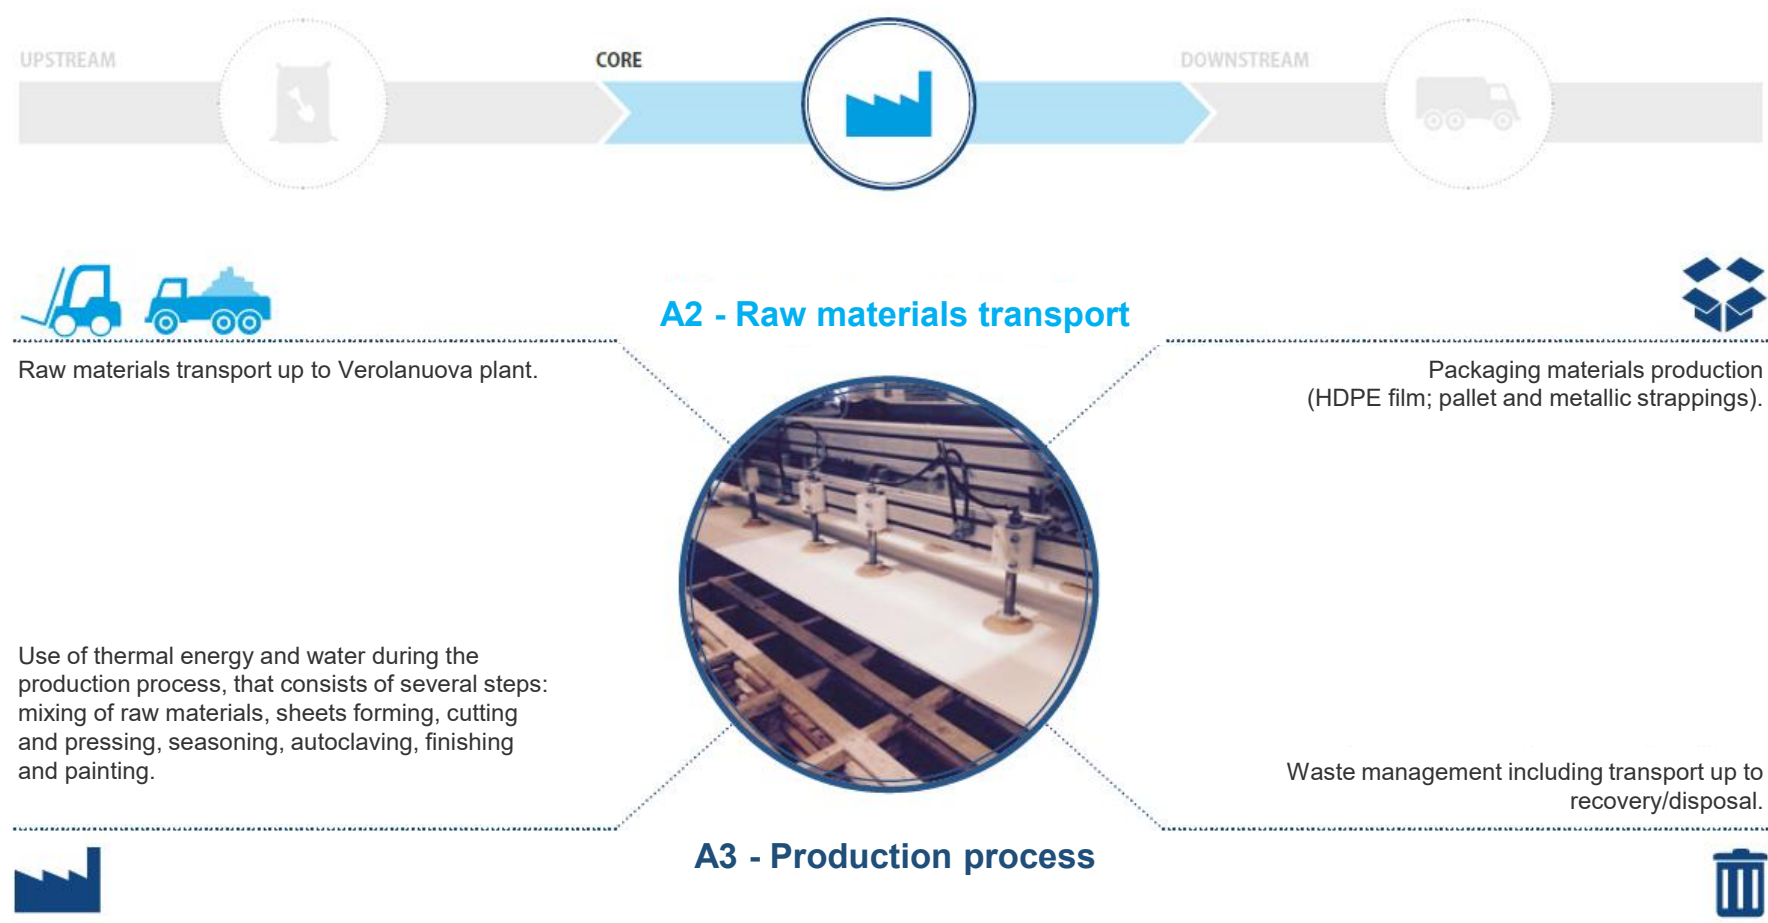 UPSTREAM
CORE
DOWNSTREAM
A2 - Raw materials transport
Raw materials transport up to Verolanuova plant.
Packaging materials production
(HDPE film; pallet and metallic strappings).
Use of thermal energy and water during the
production process, that consists of several steps:
mixing of raw materials, sheets forming, cutting
and pressing, seasoning, autoclaving, finishing
and painting.
Waste management including transport up to
recovery/disposal.
A3 - Production process